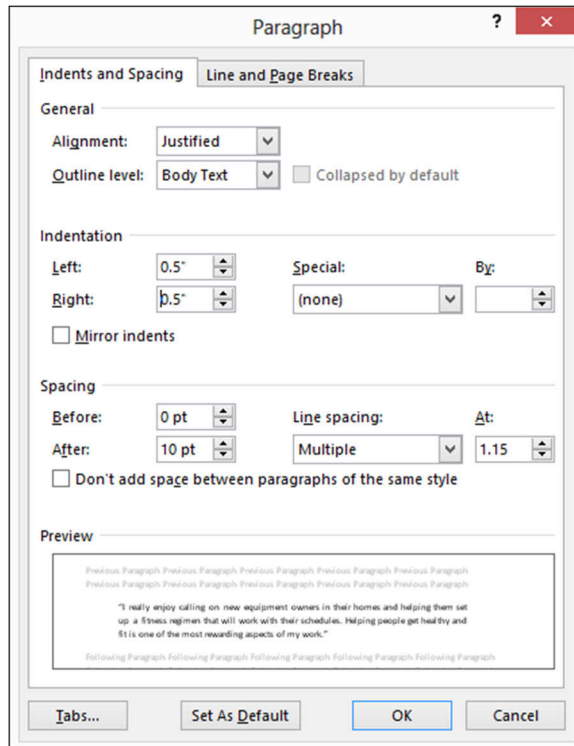 Paragraph ? ×
Indents and Spacing Line and Page Breaks
General
Alignment: Justified
Outline level: Body Text Collapsed by default
Indentation
Left: 0.5" Special: By:
Right: 0.5" (none)
Mirror indents
Spacing
Before: 0 pt Line spacing: At:
After: 10 pt Multiple 1.15
Don't add space between paragraphs of the same style
Preview
Previous Paragraph Previous Paragraph Previous Paragraph Previous Paragraph Previous Paragraph
Previous Paragraph Previous Paragraph Previous Paragraph Previous Paragraph Previous Paragraph
"I really enjoy calling on new equipment owners in their homes and helping them set
up a fitness regimen that will work with their schedules. Helping people get healthy and
fit is one of the most rewarding aspects of my work."
Following Paragraph Following Paragraph Following Paragraph Following Paragraph Following Paragraph
Tabs... Set As Default OK Cancel